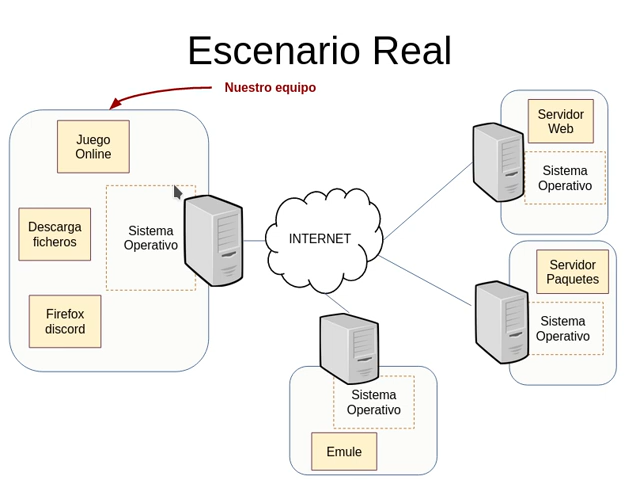 Escenario Real
Nuestro equipo
Juego
Online
Descarga
ficheros
Firefox
discord
Sistema
Operativo
INTERNET
Servidor
Web
Sistema
Operativo
Servidor
Paquetes
Sistema
Operativo
Sistema
Operativo
Emule